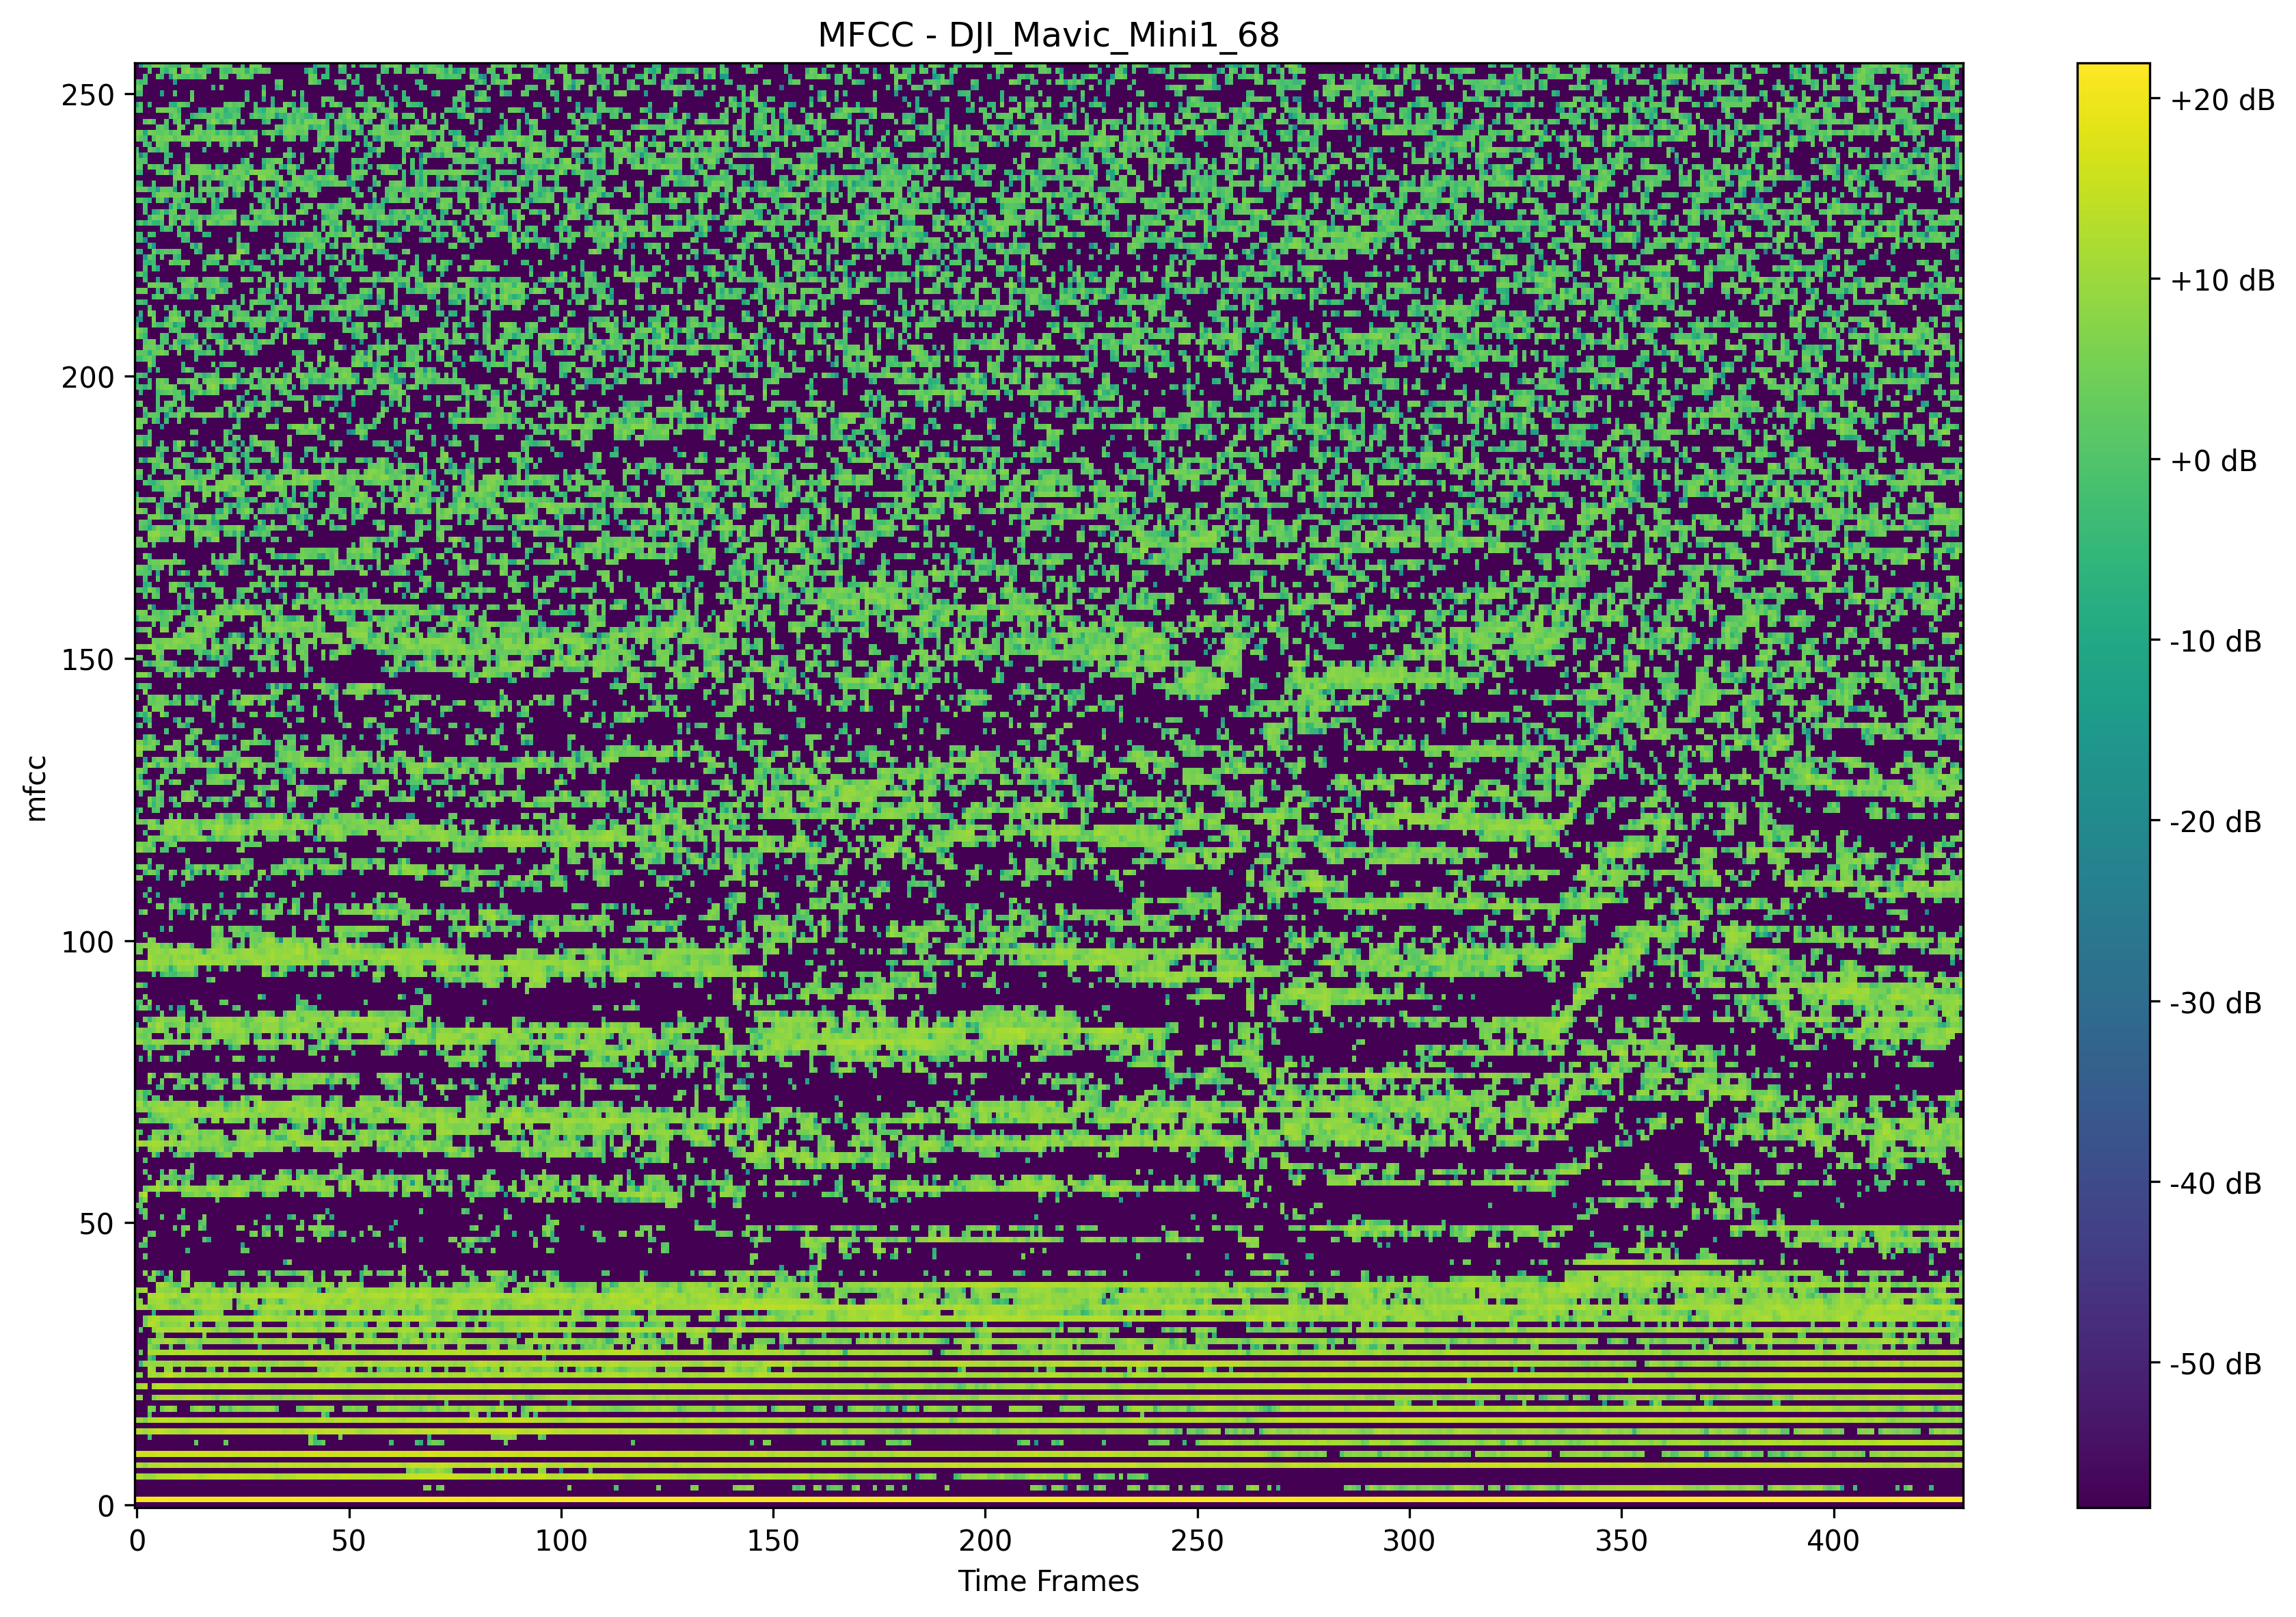 MFCC - DJI_Mavic_Mini1_68
250
200
150
100
50
0
mfcc
0 50 100 150 200 250 300 350 400
Time Frames
+20 dB
+10 dB
+0 dB
-10 dB
-20 dB
-30 dB
-40 dB
-50 dB